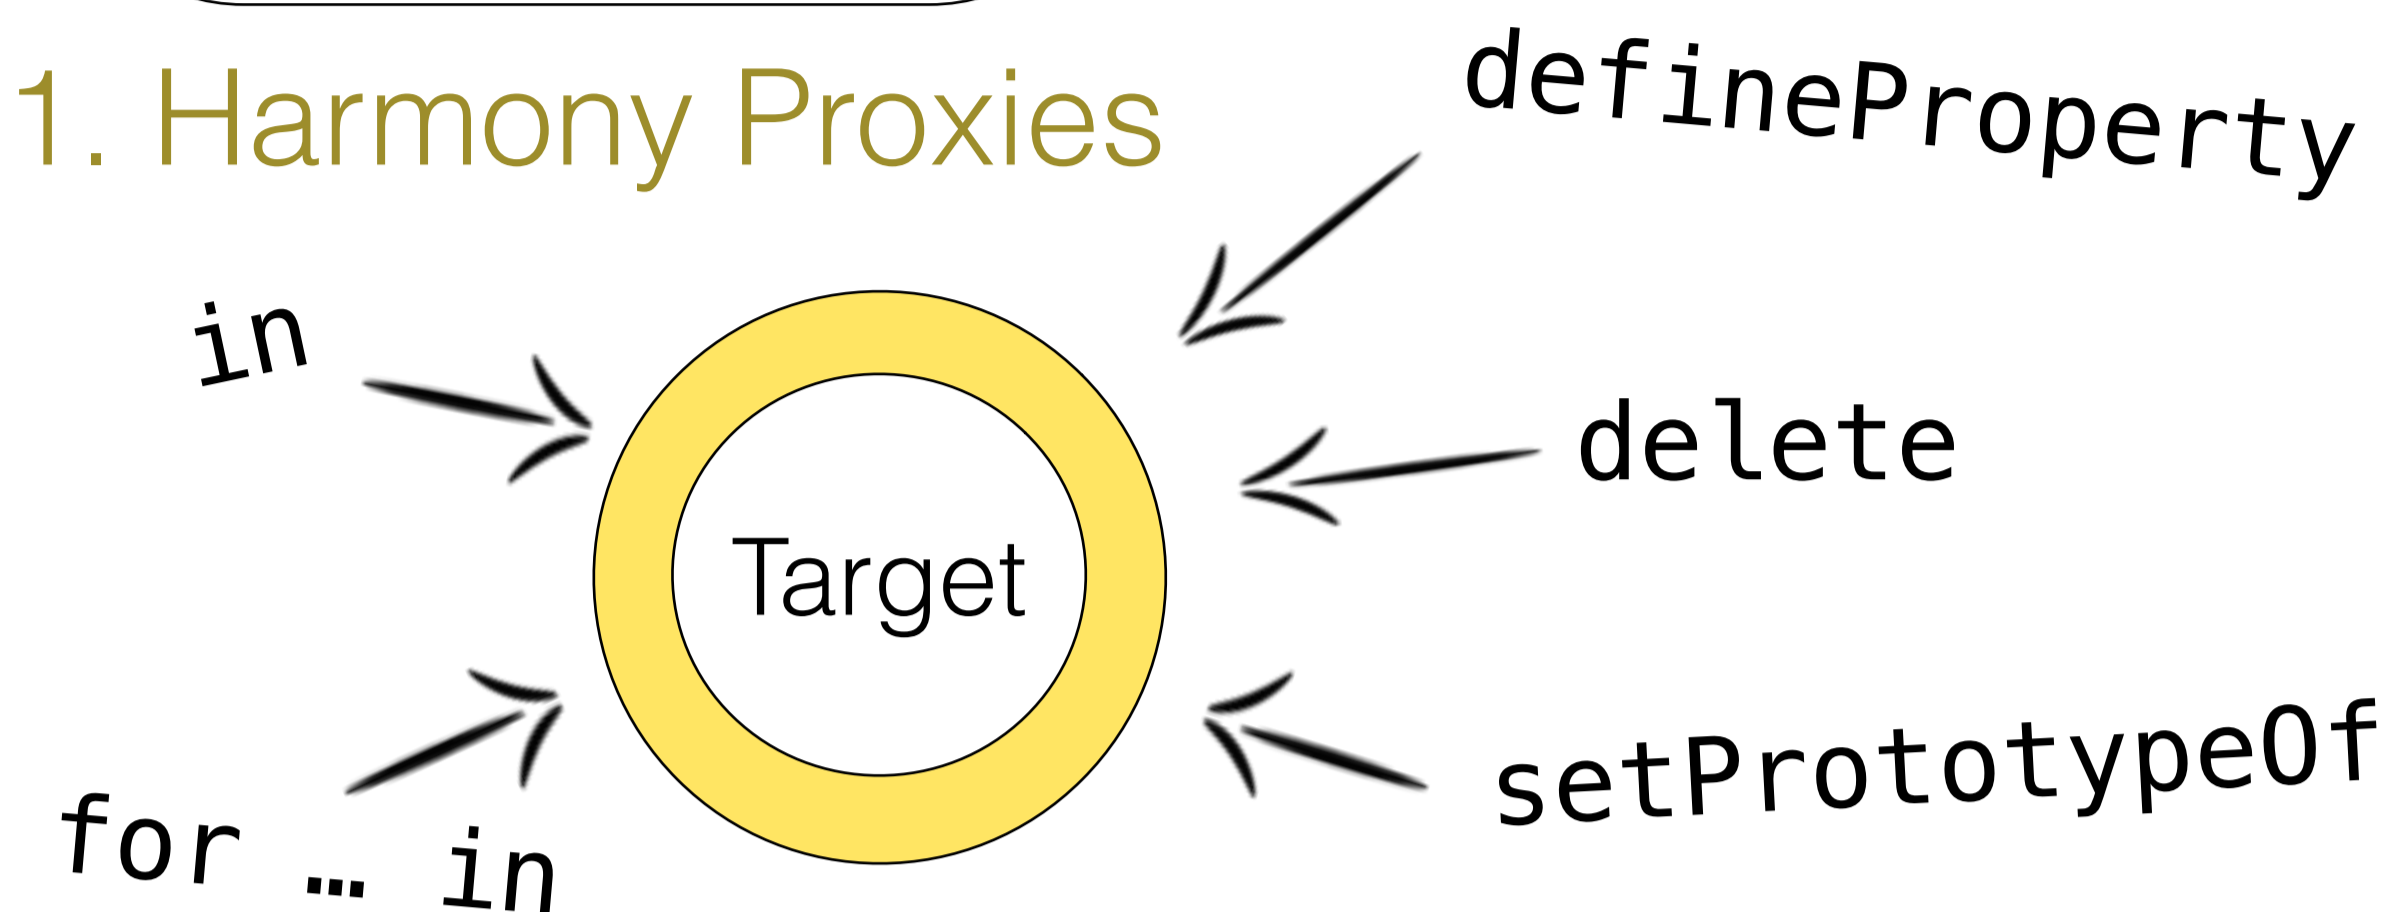 1. Harmony Proxies
defineProperty
in
delete
Target
setPrototypeOf
for … in